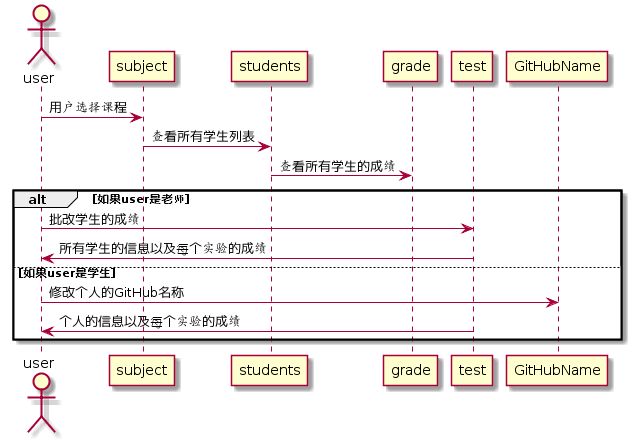 user
subject
students
grade
test
GitHubName
用户选择课程
查看所有学生列表
查看所有学生的成绩
alt
[如果user是老师]
批改学生的成绩
所有学生的信息以及每个实验的成绩
[如果user是学生]
修改个人的GitHub名称
个人的信息以及每个实验的成绩
user
subject
students
grade
test
GitHubName